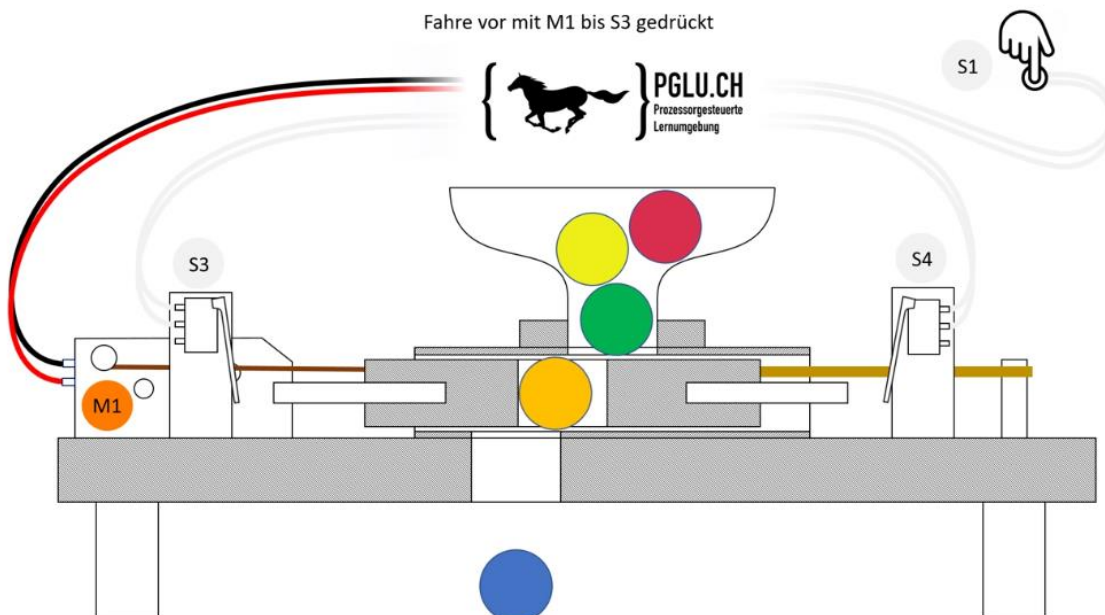 Fahre vor mit M1 bis S3 gedrückt
S1
{ } PGLU.CH
Prozessorgesteuerte
Lernumgebung
S3
S4
M1